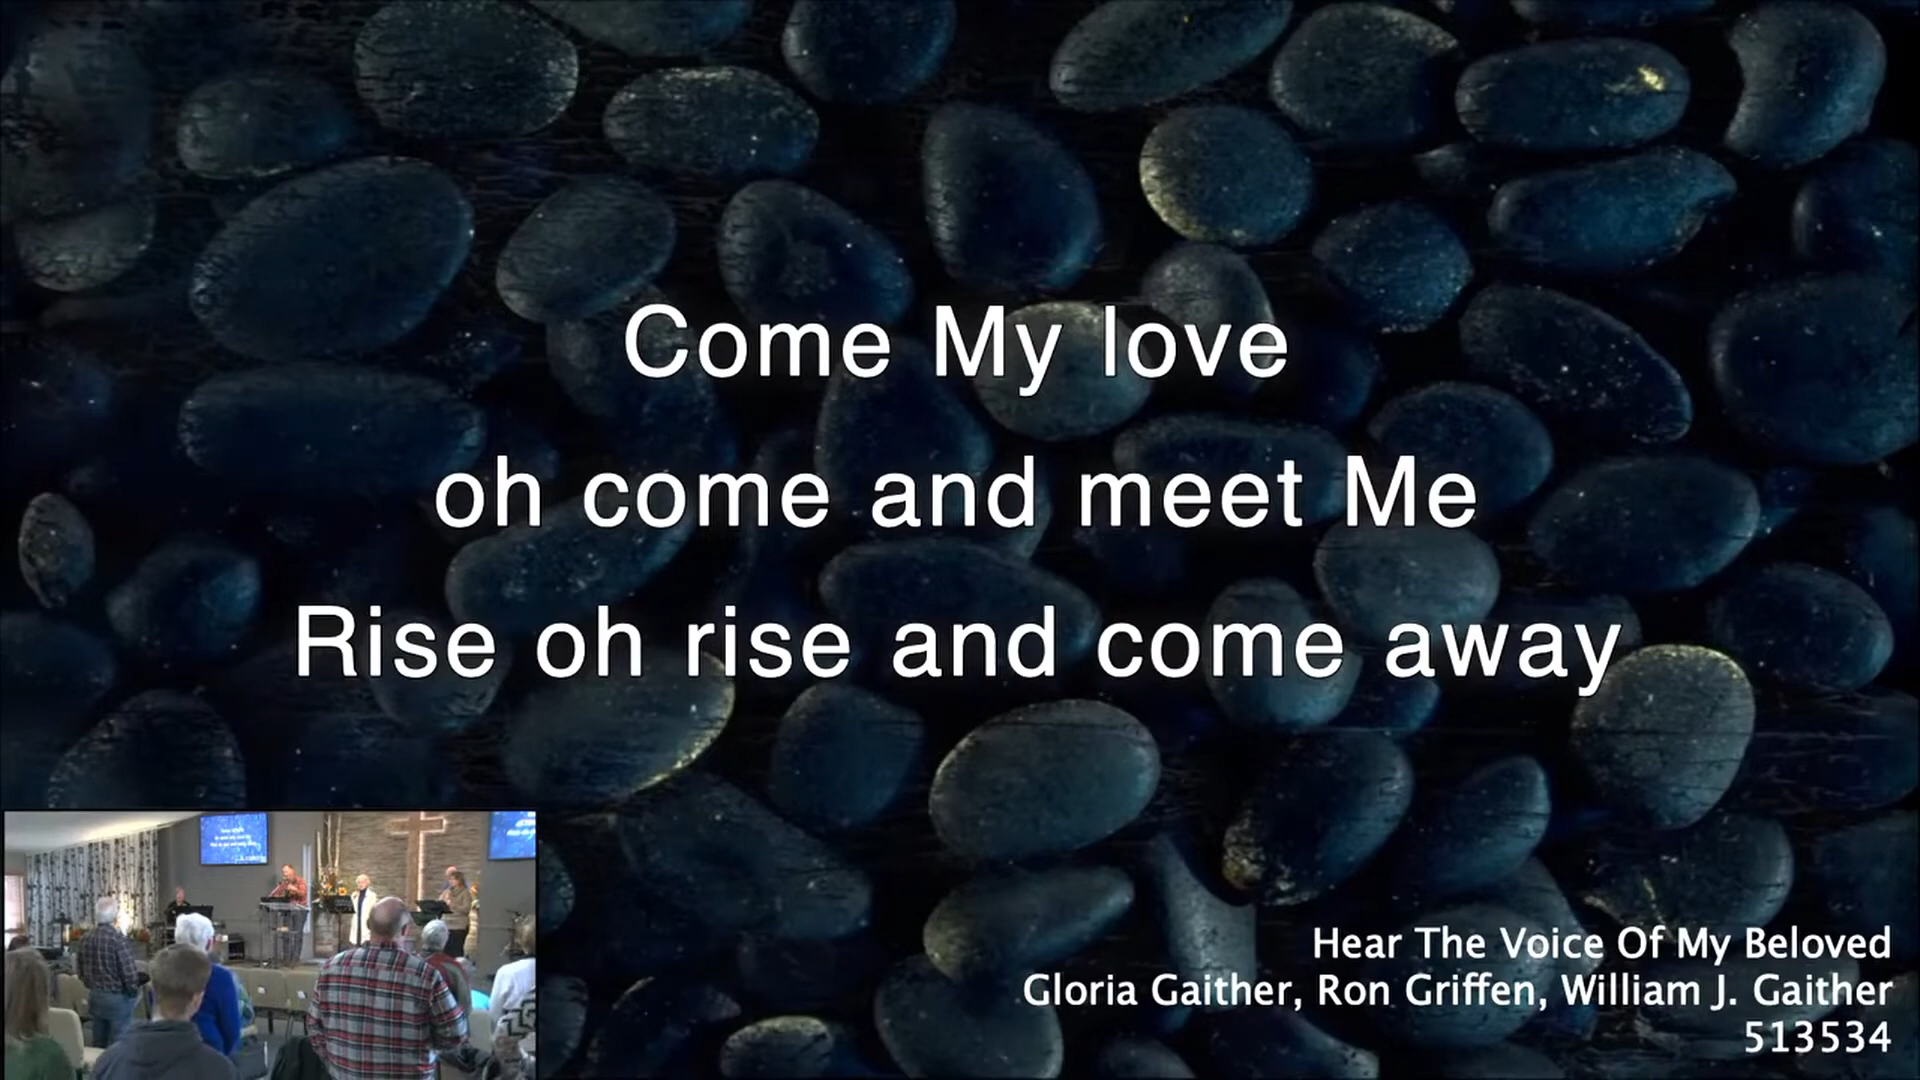 Come My love
oh come and meet Me
Rise oh rise and come away
Hear The Voice Of My Beloved
Gloria Gaither, Ron Griffen, William J. Gaither
513534